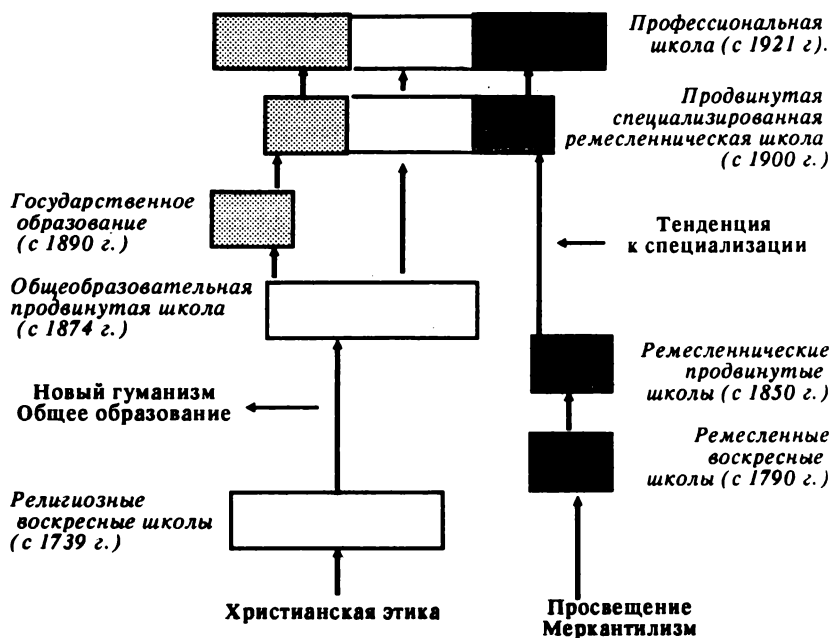 Профессиональная
школа (с 1921 г).
Продвинутая
специализированная
ремесленническая школа
(с 1900 г.)
Государственное
образование
(с 1890 г.)
Тенденция
к специализации
Общеобразовательная
продвинутая школа
(с 1874 г.)
Ремесленнические
продвинутые
школы (с 1850 г.)
Новый гуманизм
Общее образование
Ремесленные
воскресные
школы (с 1790 г.)
Религиозные
воскресные школы
(с 1739 г.)
Христианская этика
Просвещение
Меркантилизм